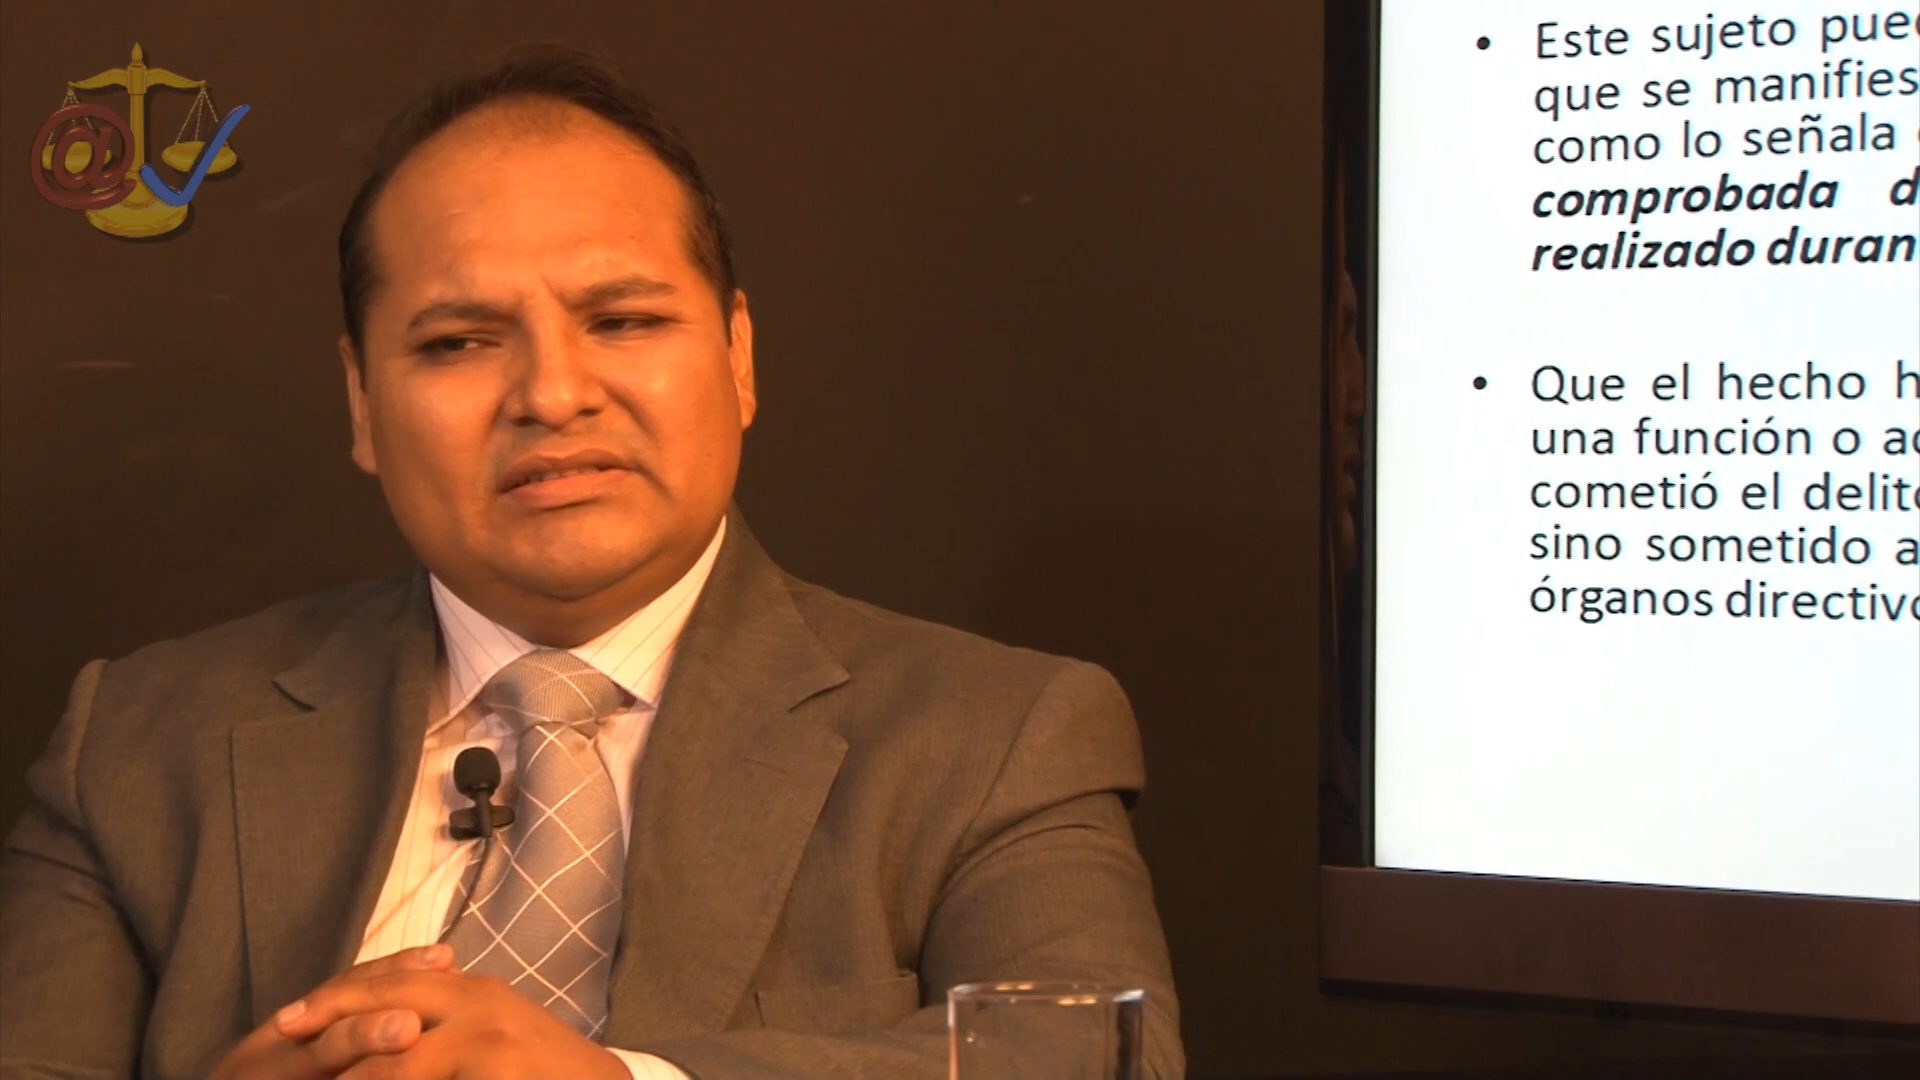 @
• Este sujeto pue
que se manifies
como lo señala
comprobada d
realizado duran
• Que el hecho h
una función o a
cometió el delit
sino sometido a
órganos directiv